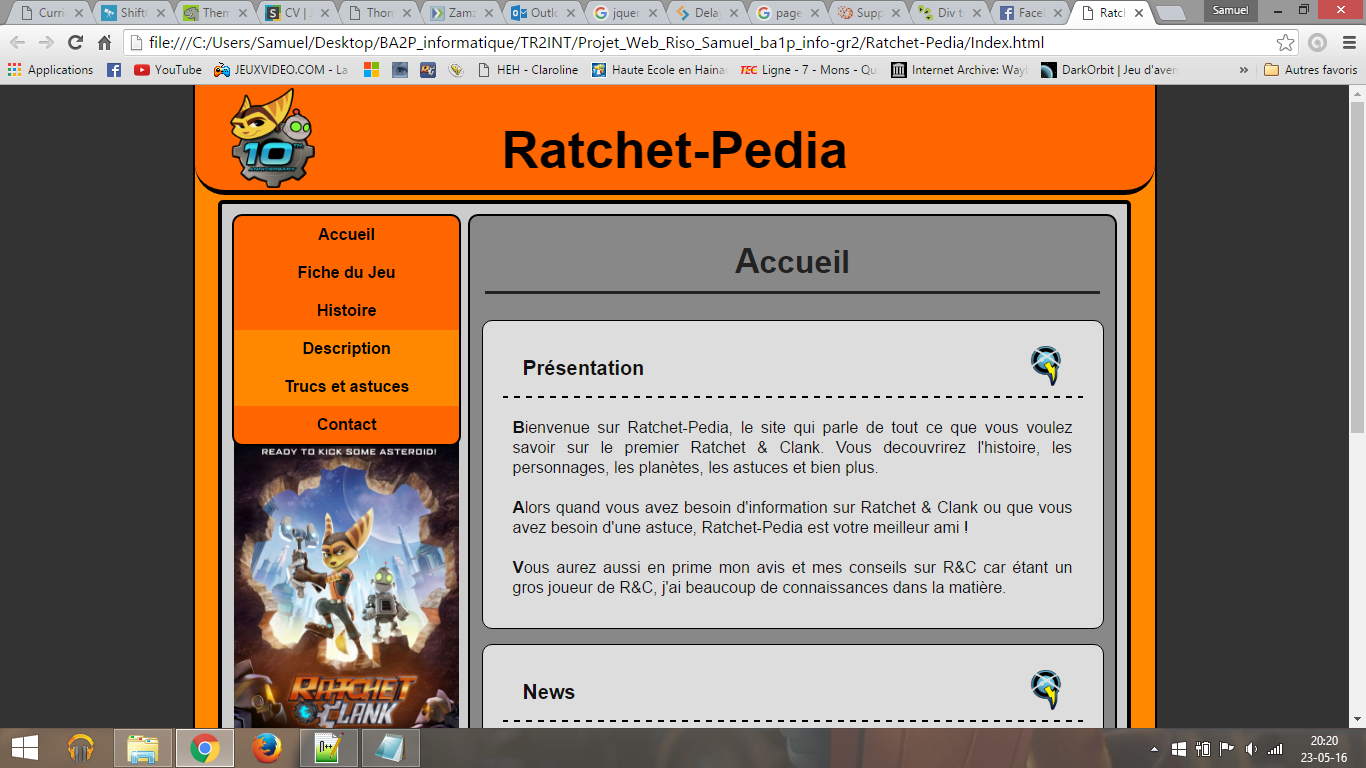 Curri
Shift
Them
CV | J
Thon
Zamz
Outlo
jquer
Delay
page
Supp
Div t
Facel
Ratcl
Samuel
file:///C:/Users/Samuel/Desktop/BA2P_informatique/TR2INT/Projet_Web_Riso_Samuel_ba1p_info-gr2/Ratchet-Pedia/Index.html
Applications
YouTube
JEUXVIDEO.COM - La
HEH - Claroline
Haute Ecole en Haina
TEC Ligne - 7 - Mons - Qu
Internet Archive: Wayl
DarkOrbit | Jeu d'aven
»
Autres favoris
10TH
ANNIVERSARY
Ratchet-Pedia
Accueil
Fiche du Jeu
Histoire
Description
Trucs et astuces
Contact
READY TO KICK SOME ASTEROID!
RATCHET
CLANK
Accueil
Présentation
Bienvenue sur Ratchet-Pedia, le site qui parle de tout ce que vous voulez
savoir sur le premier Ratchet & Clank. Vous decouvrirez l'histoire, les
personnages, les planètes, les astuces et bien plus.
Alors quand vous avez besoin d'information sur Ratchet & Clank ou que vous
avez besoin d'une astuce, Ratchet-Pedia est votre meilleur ami !
Vous aurez aussi en prime mon avis et mes conseils sur R&C car étant un
gros joueur de R&C, j'ai beaucoup de connaissances dans la matière.
News
20:20
23-05-16